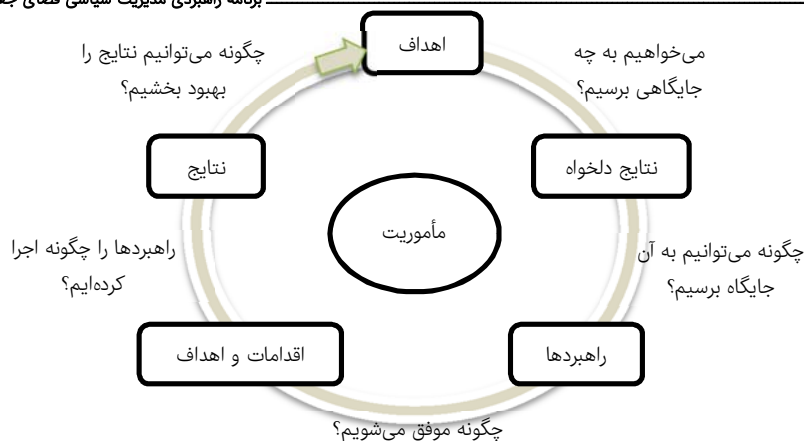 برنامه راهبردی مدیریت سیاسی فضای
اهداف
می‌خواهیم به چه
جایگاهی برسیم؟
نتایج دلخواه
چگونه می‌توانیم به آن
جایگاه برسیم؟
راهبردها
چگونه موفق می‌شویم؟
اقدامات و اهداف
راهبردها را چگونه اجرا
کرده‌ایم؟
نتایج
چگونه می‌توانیم نتایج را
بهبود بخشیم؟
مأموریت